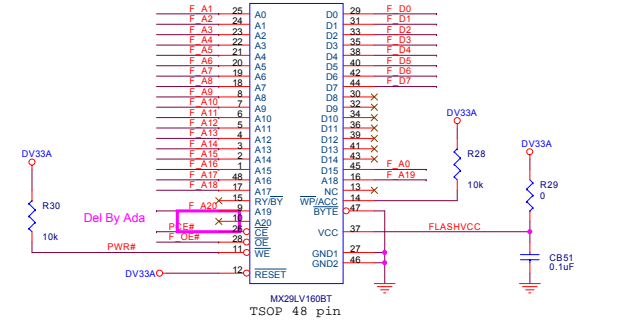 F_A1 25 A0 D0 29 F_D0
F_A2 24 A1 D1 31 F_D1
F_A3 23 A2 D2 33 F_D2
F_A4 22 A3 D3 35 F_D3
F_A5 21 A4 D4 38 F_D4
F_A6 20 A5 D5 40 F_D5
F_A7 19 A6 D6 42 F_D6
F_A8 18 A7 D7 44 F_D7
F_A9 8 A8 D8 30
F_A10 7 A9 D9 32
F_A11 6 A10 D10 34 DV33A
F_A12 5 A11 D11 36
F_A13 4 A12 D12 39
F_A14 3 A13 D13 41 DV33A
DV33A F_A15 2 A14 D14 43 R28
F_A16 1 A15 D15 45 F_A0
F_A17 48 A16 A18 16 F_A19
F_A18 17 A17 NC 13 10k R29
15 RY/BY WP/ACC 14 0
R30 F_A20 9 A19 BYTE 47
Del By Ada 10 A20
PCE# 26 CE VCC 37 FLASHVCC
10k F_OE# 28 OE
PWR# 11 WE GND1 27
GND2 46 CB51
DV33A 12 RESET 0.1uF
MX29LV160BT
TSOP 48 pin